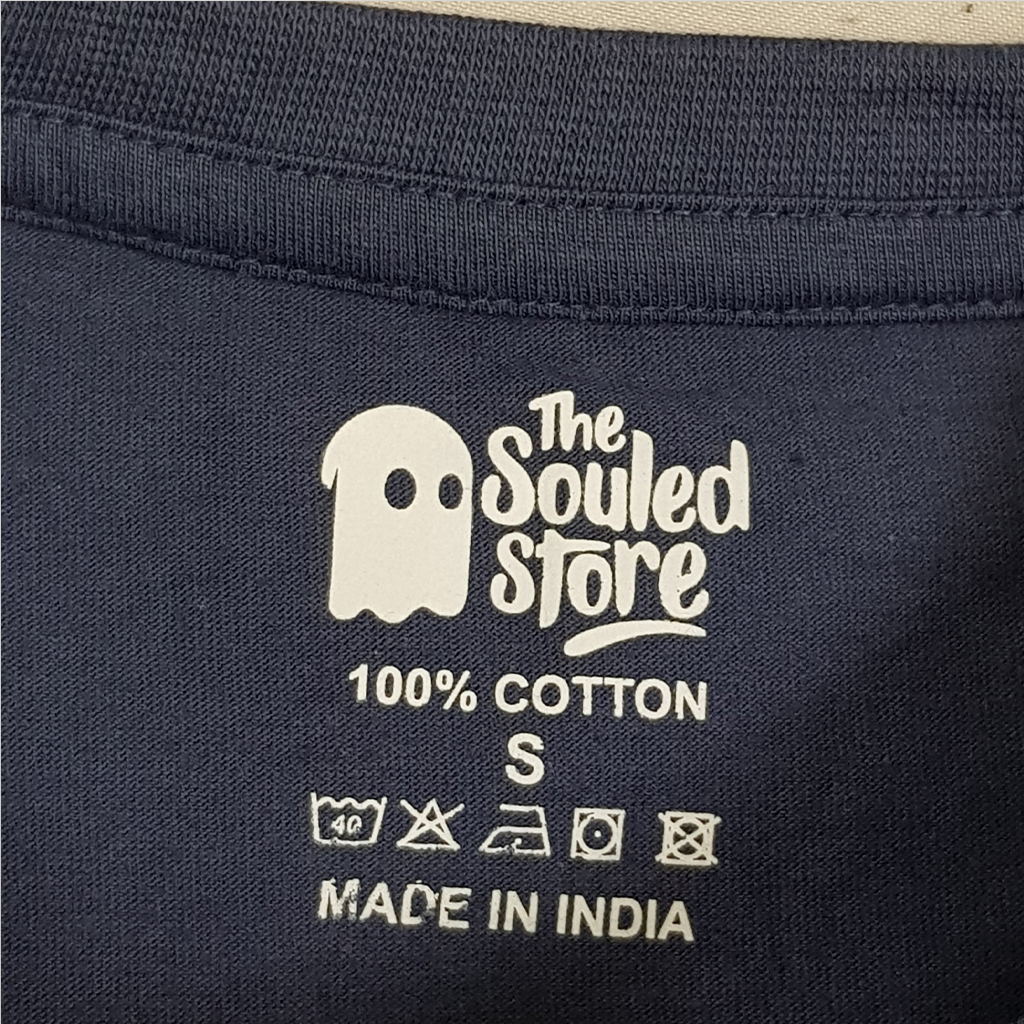 The
Souled
Store
100% COTTON
S
40
MADE IN INDIA